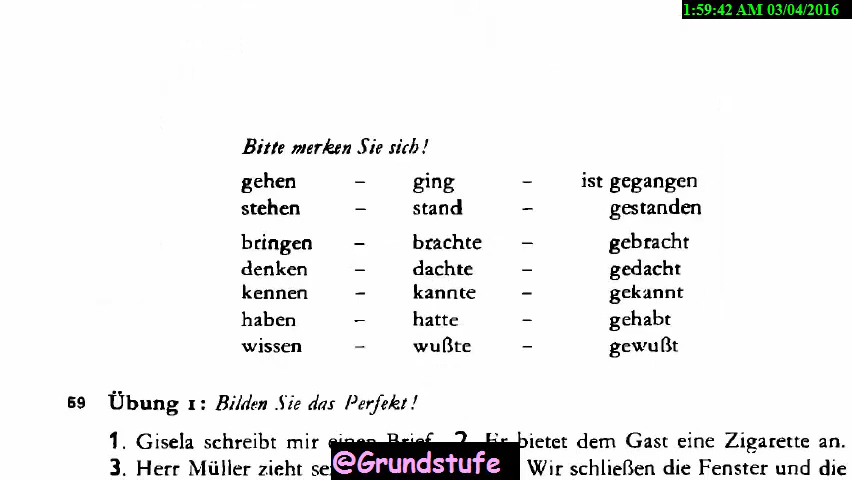 1:59:42 AM 03/04/2016
Bitte merken Sie sich!
gehen – ging – ist gegangen
stehen – stand – gestanden
bringen – brachte – gebracht
denken – dachte – gedacht
kennen – kannte – gekannt
haben – hatte – gehabt
wissen – wußte – gewußt
69 Übung 1: Bilden Sie das Perfekt!
1. Gisela schreibt mir einen Brief. 2. Er bietet dem Gast eine Zigarette an.
3. Herr Müller zieht Wir schließen die Fenster und die
@Grundstufe